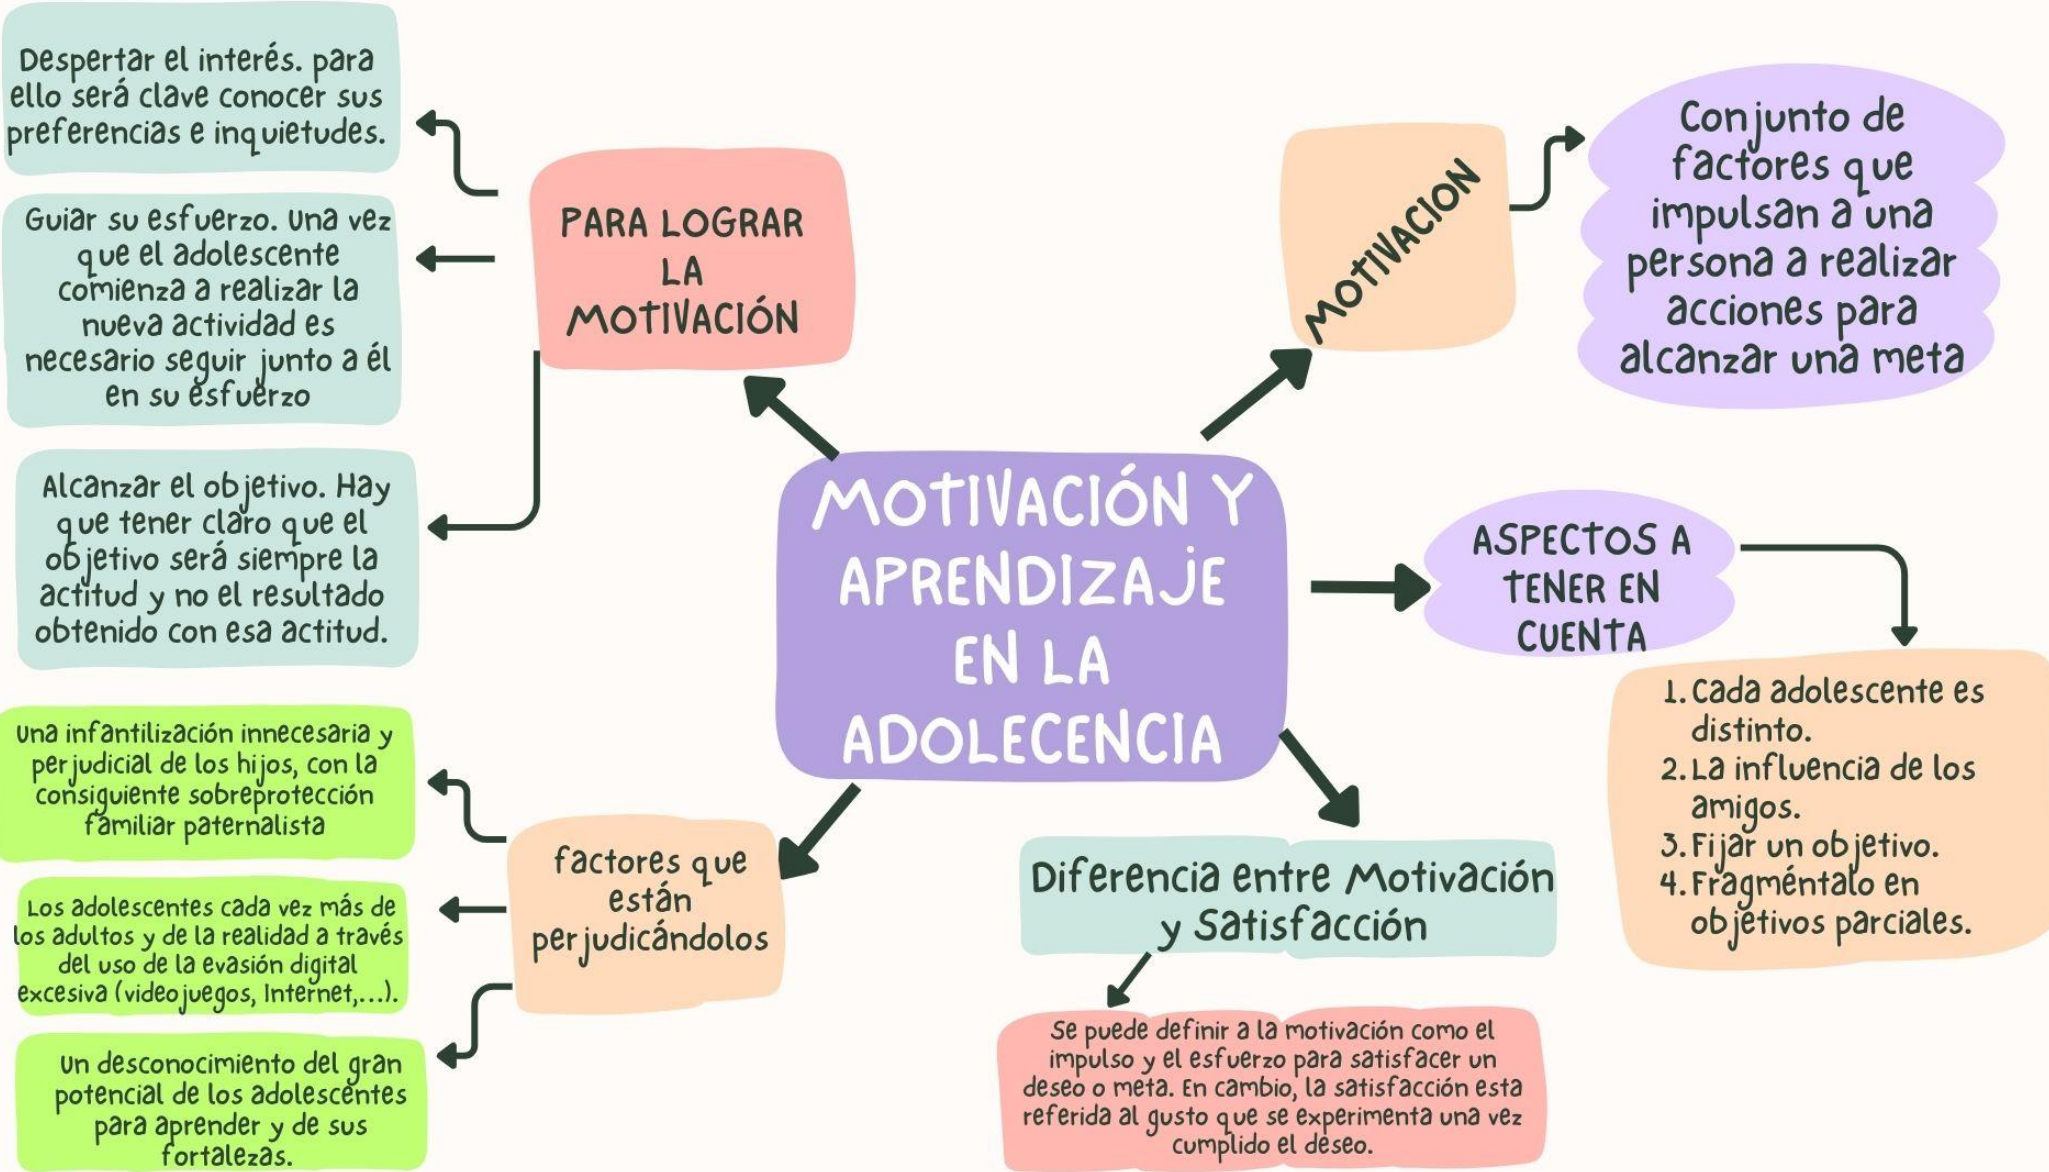 Despertar el interés. para
ello será clave conocer sus
preferencias e inquietudes.
Guiar su esfuerzo. Una vez
que el adolescente
comienza a realizar la
nueva actividad es
necesario seguir junto a él
en su esfuerzo
Alcanzar el objetivo. Hay
que tener claro que el
objetivo será siempre la
actitud y no el resultado
obtenido con esa actitud.
PARA LOGRAR
LA
MOTIVACIÓN
MOTIVACION
Conjunto de
factores que
impulsan a una
persona a realizar
acciones para
alcanzar una meta
MOTIVACIÓN Y
APRENDIZAJE
EN LA
ADOLECENCIA
ASPECTOS A
TENER EN
CUENTA
1. Cada adolescente es
distinto.
2. La influencia de los
amigos.
3. Fijar un objetivo.
4. Fragméntalo en
objetivos parciales.
Una infantilización innecesaria y
perjudicial de los hijos, con la
consiguiente sobreprotección
familiar paternalista
Los adolescentes cada vez más de
los adultos y de la realidad a través
del uso de la evasión digital
excesiva (videojuegos, Internet,...).
Un desconocimiento del gran
potencial de los adolescentes
para aprender y de sus
fortalezas.
factores que
están
perjudicándolos
Diferencia entre Motivación
y Satisfacción
Se puede definir a la motivación como el
impulso y el esfuerzo para satisfacer un
deseo o meta. En cambio, la satisfacción esta
referida al gusto que se experimenta una vez
cumplido el deseo.